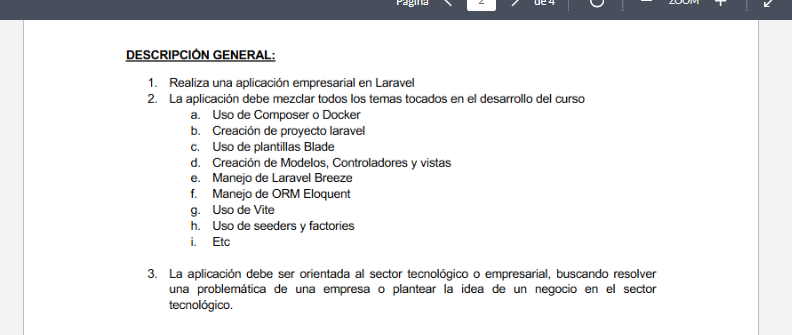 Página 2 de 4 ZOOM
DESCRIPCIÓN GENERAL:
1. Realiza una aplicación empresarial en Laravel
2. La aplicación debe mezclar todos los temas tocados en el desarrollo del curso
a. Uso de Composer o Docker
b. Creación de proyecto laravel
c. Uso de plantillas Blade
d. Creación de Modelos, Controladores y vistas
e. Manejo de Laravel Breeze
f. Manejo de ORM Eloquent
g. Uso de Vite
h. Uso de seeders y factories
i. Etc
3. La aplicación debe ser orientada al sector tecnológico o empresarial, buscando resolver
una problemática de una empresa o plantear la idea de un negocio en el sector
tecnológico.